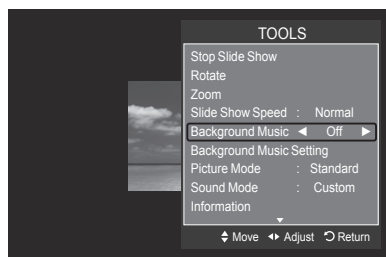 TOOLS
Stop Slide Show
Rotate
Zoom
Slide Show Speed : Normal
Background Music ◀ Off ▶
Background Music Setting
Picture Mode : Standard
Sound Mode : Custom
Information
Move Adjust Return